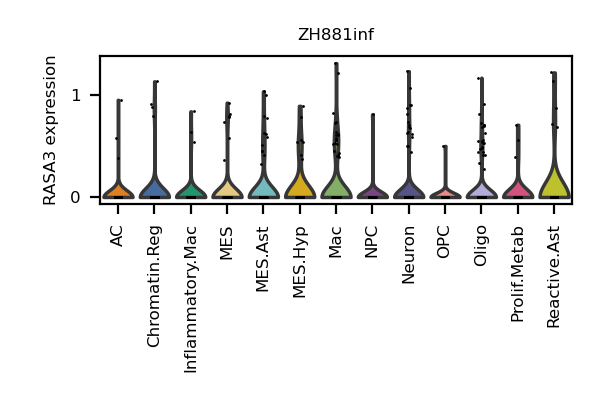 ZH881inf
RASA3 expression
1
0
AC
Chromatin.Reg
Inflammatory.Mac
MES
MES.Ast
MES.Hyp
Mac
NPC
Neuron
OPC
Oligo
Prolif.Metab
Reactive.Ast